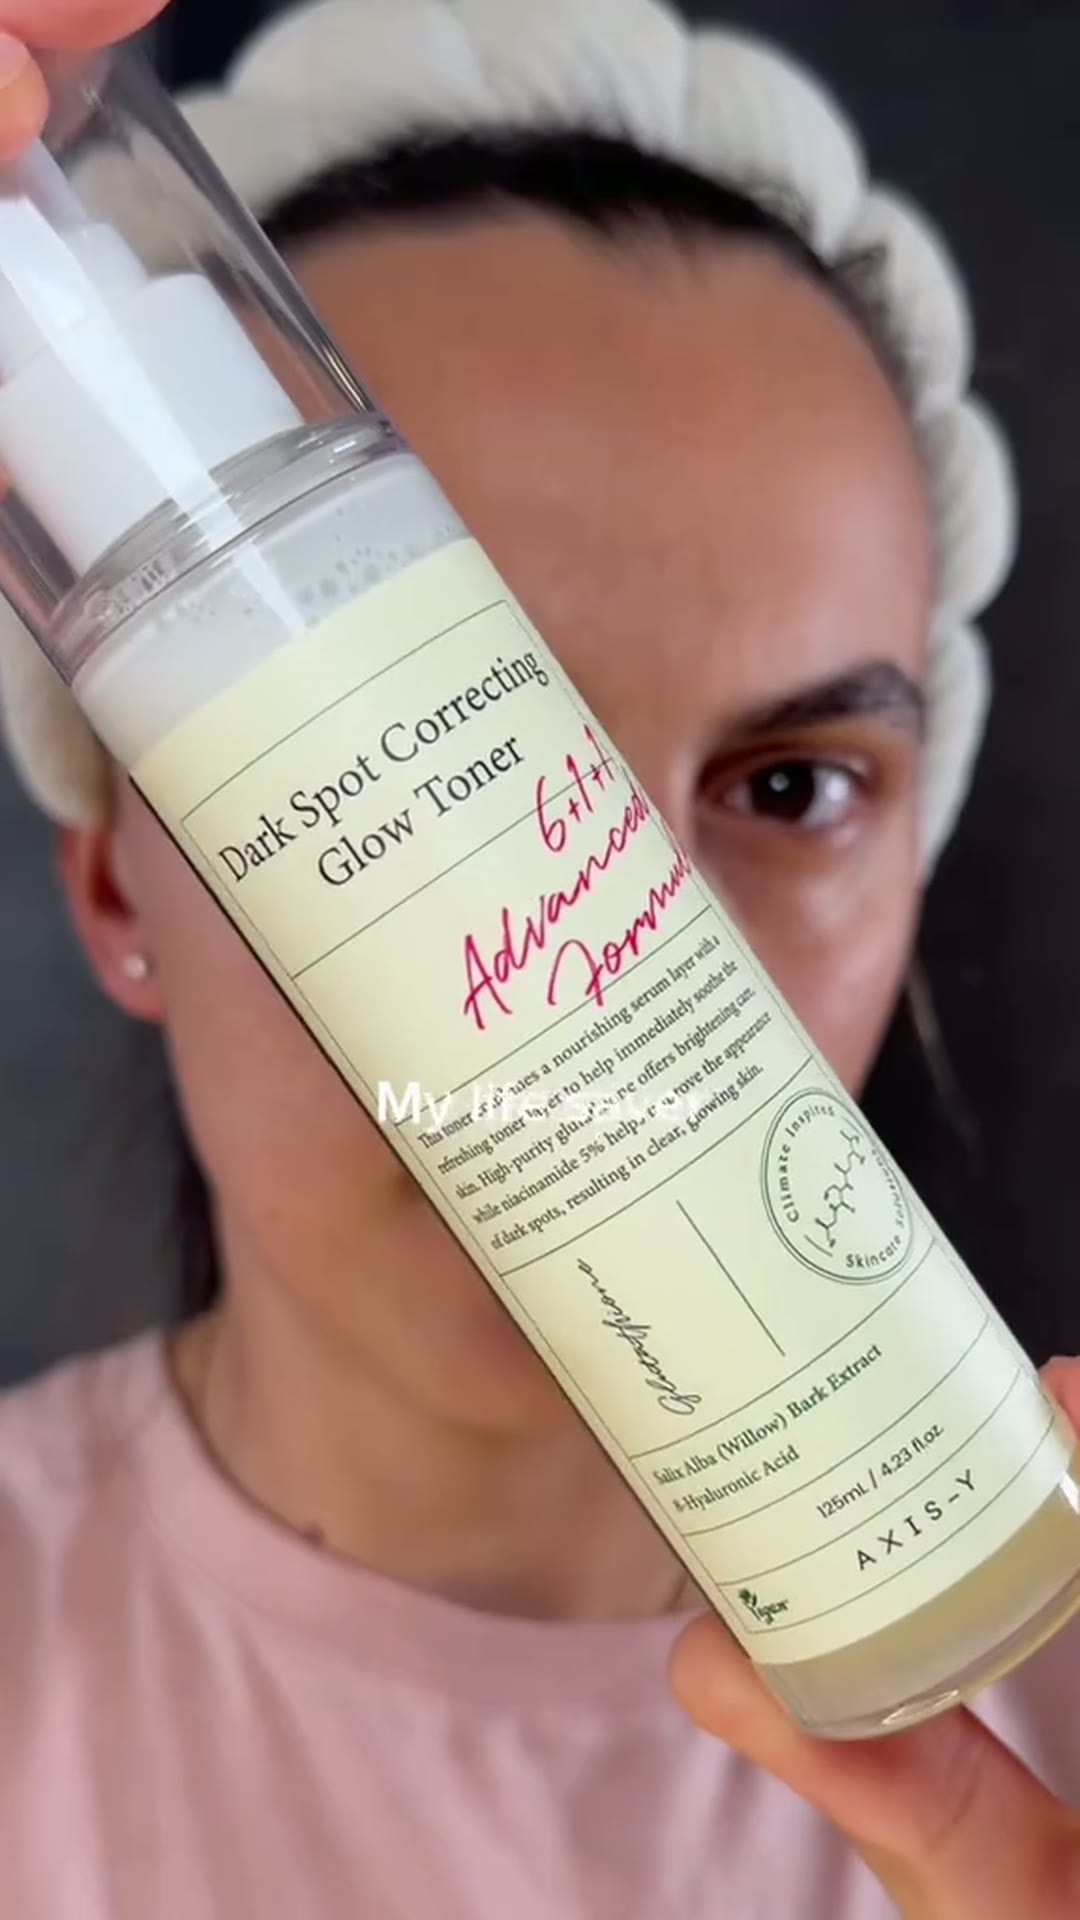 Dark Spot Correcting
Glow Toner
6+1+1
Advanced
Formula
This toner combines a nourishing serum layer with a
refreshing toner layer to help immediately soothe the
skin. High-purity glutathione offers brightening care,
while niacinamide 5% helps improve the appearance
of dark spots, resulting in clear, glowing skin.
My life saver
Climate Inspired
Skincare Solutions
Glutathione
Salix Alba (Willow) Bark Extract
8-Hyaluronic Acid
125mL / 4.23 fl.oz
AXIS-Y
Vegan